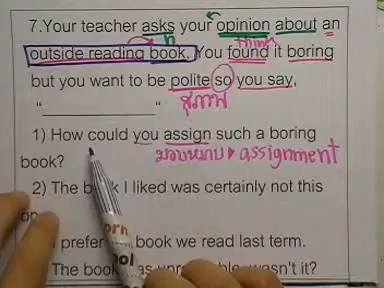 7.Your teacher asks your opinion about an
n think
outside reading book. You found it boring
but you want to be polite so you say,
สุภาพ
"____________"
1) How could you assign such a boring
มอบหมาย assignment
book?
2) The book I liked was certainly not this
prefer book we read last term.
The book
wasn't it?